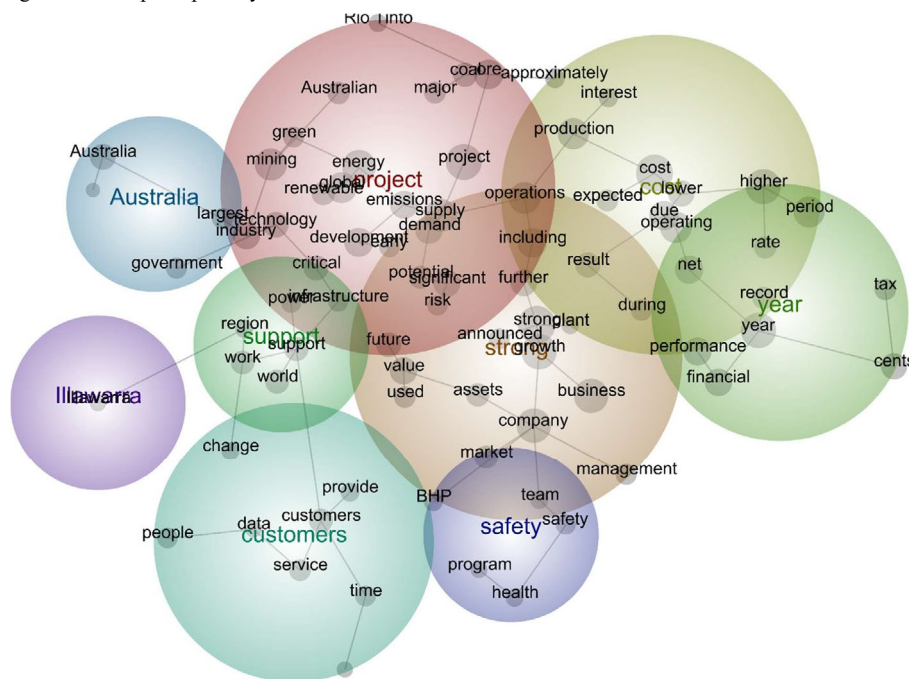 Rio Tinto
coal
ore
approximately
Australian
major
interest
green
production
Australia
mining
energy
project
cost
global
project
renewable
cost
lower
higher
Australia
emissions
operations
expected
period
largest
technology
supply
due
industry
demand
operating
development
early
including
rate
government
critical
potential
significant
further
result
net
tax
power
infrastructure
risk
during
record
year
region
support
support
future
announced
strong
plant
strong
growth
performance
year
work
value
cents
world
financial
Illawarra
Illawarra
used
assets
business
company
change
market
management
provide
BHP
team
people
data
customers
customers
safety
safety
service
program
time
health